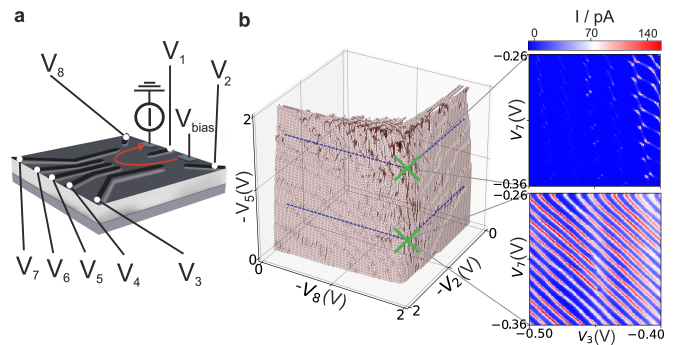 a
V8
V1
V2
I
Vbias
V7
V6
V5
V4
V3
b
2
-V5(V)
0
0
-V8(V)
2
2
-V2(V)
0
I / pA
0
70
140
-0.26
V7(V)
-0.36
-0.26
V7(V)
-0.36
-0.50
V3(V)
-0.40